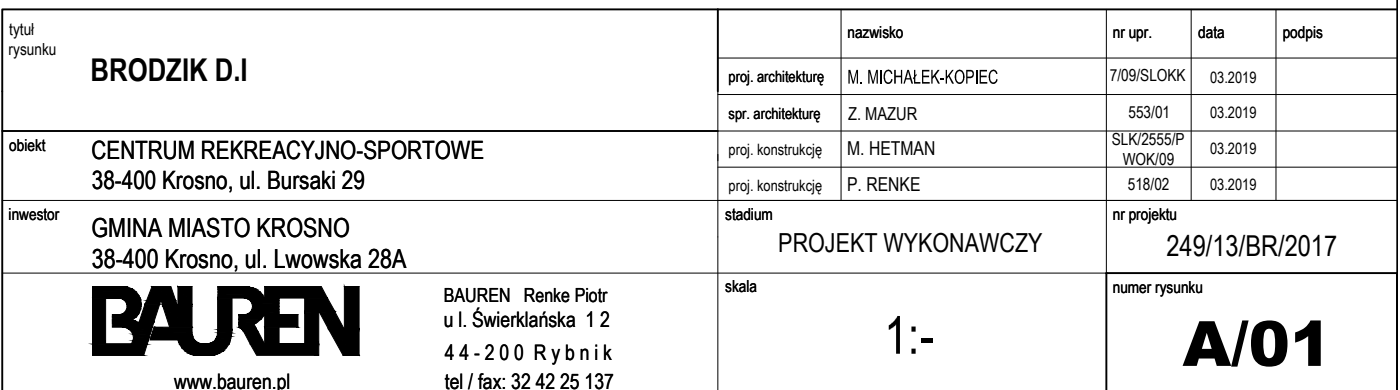 tytuł
rysunku
BRODZIK D.I
nazwisko
nr upr.
data
podpis
proj. architekturę
M. MICHAŁEK-KOPIEC
7/09/SLOKK
03.2019
spr. architekturę
Z. MAZUR
553/01
03.2019
obiekt
CENTRUM REKREACYJNO-SPORTOWE
38-400 Krosno, ul. Bursaki 29
proj. konstrukcję
M. HETMAN
SLK/2555/P
WOK/09
03.2019
proj. konstrukcję
P. RENKE
518/02
03.2019
inwestor
GMINA MIASTO KROSNO
38-400 Krosno, ul. Lwowska 28A
stadium
PROJEKT WYKONAWCZY
nr projektu
249/13/BR/2017
BAUREN
www.bauren.pl
BAUREN Renke Piotr
u l. Świerklańska 1 2
4 4 - 2 0 0 R y b n i k
tel / fax: 32 42 25 137
skala
1:-
numer rysunku
A/01